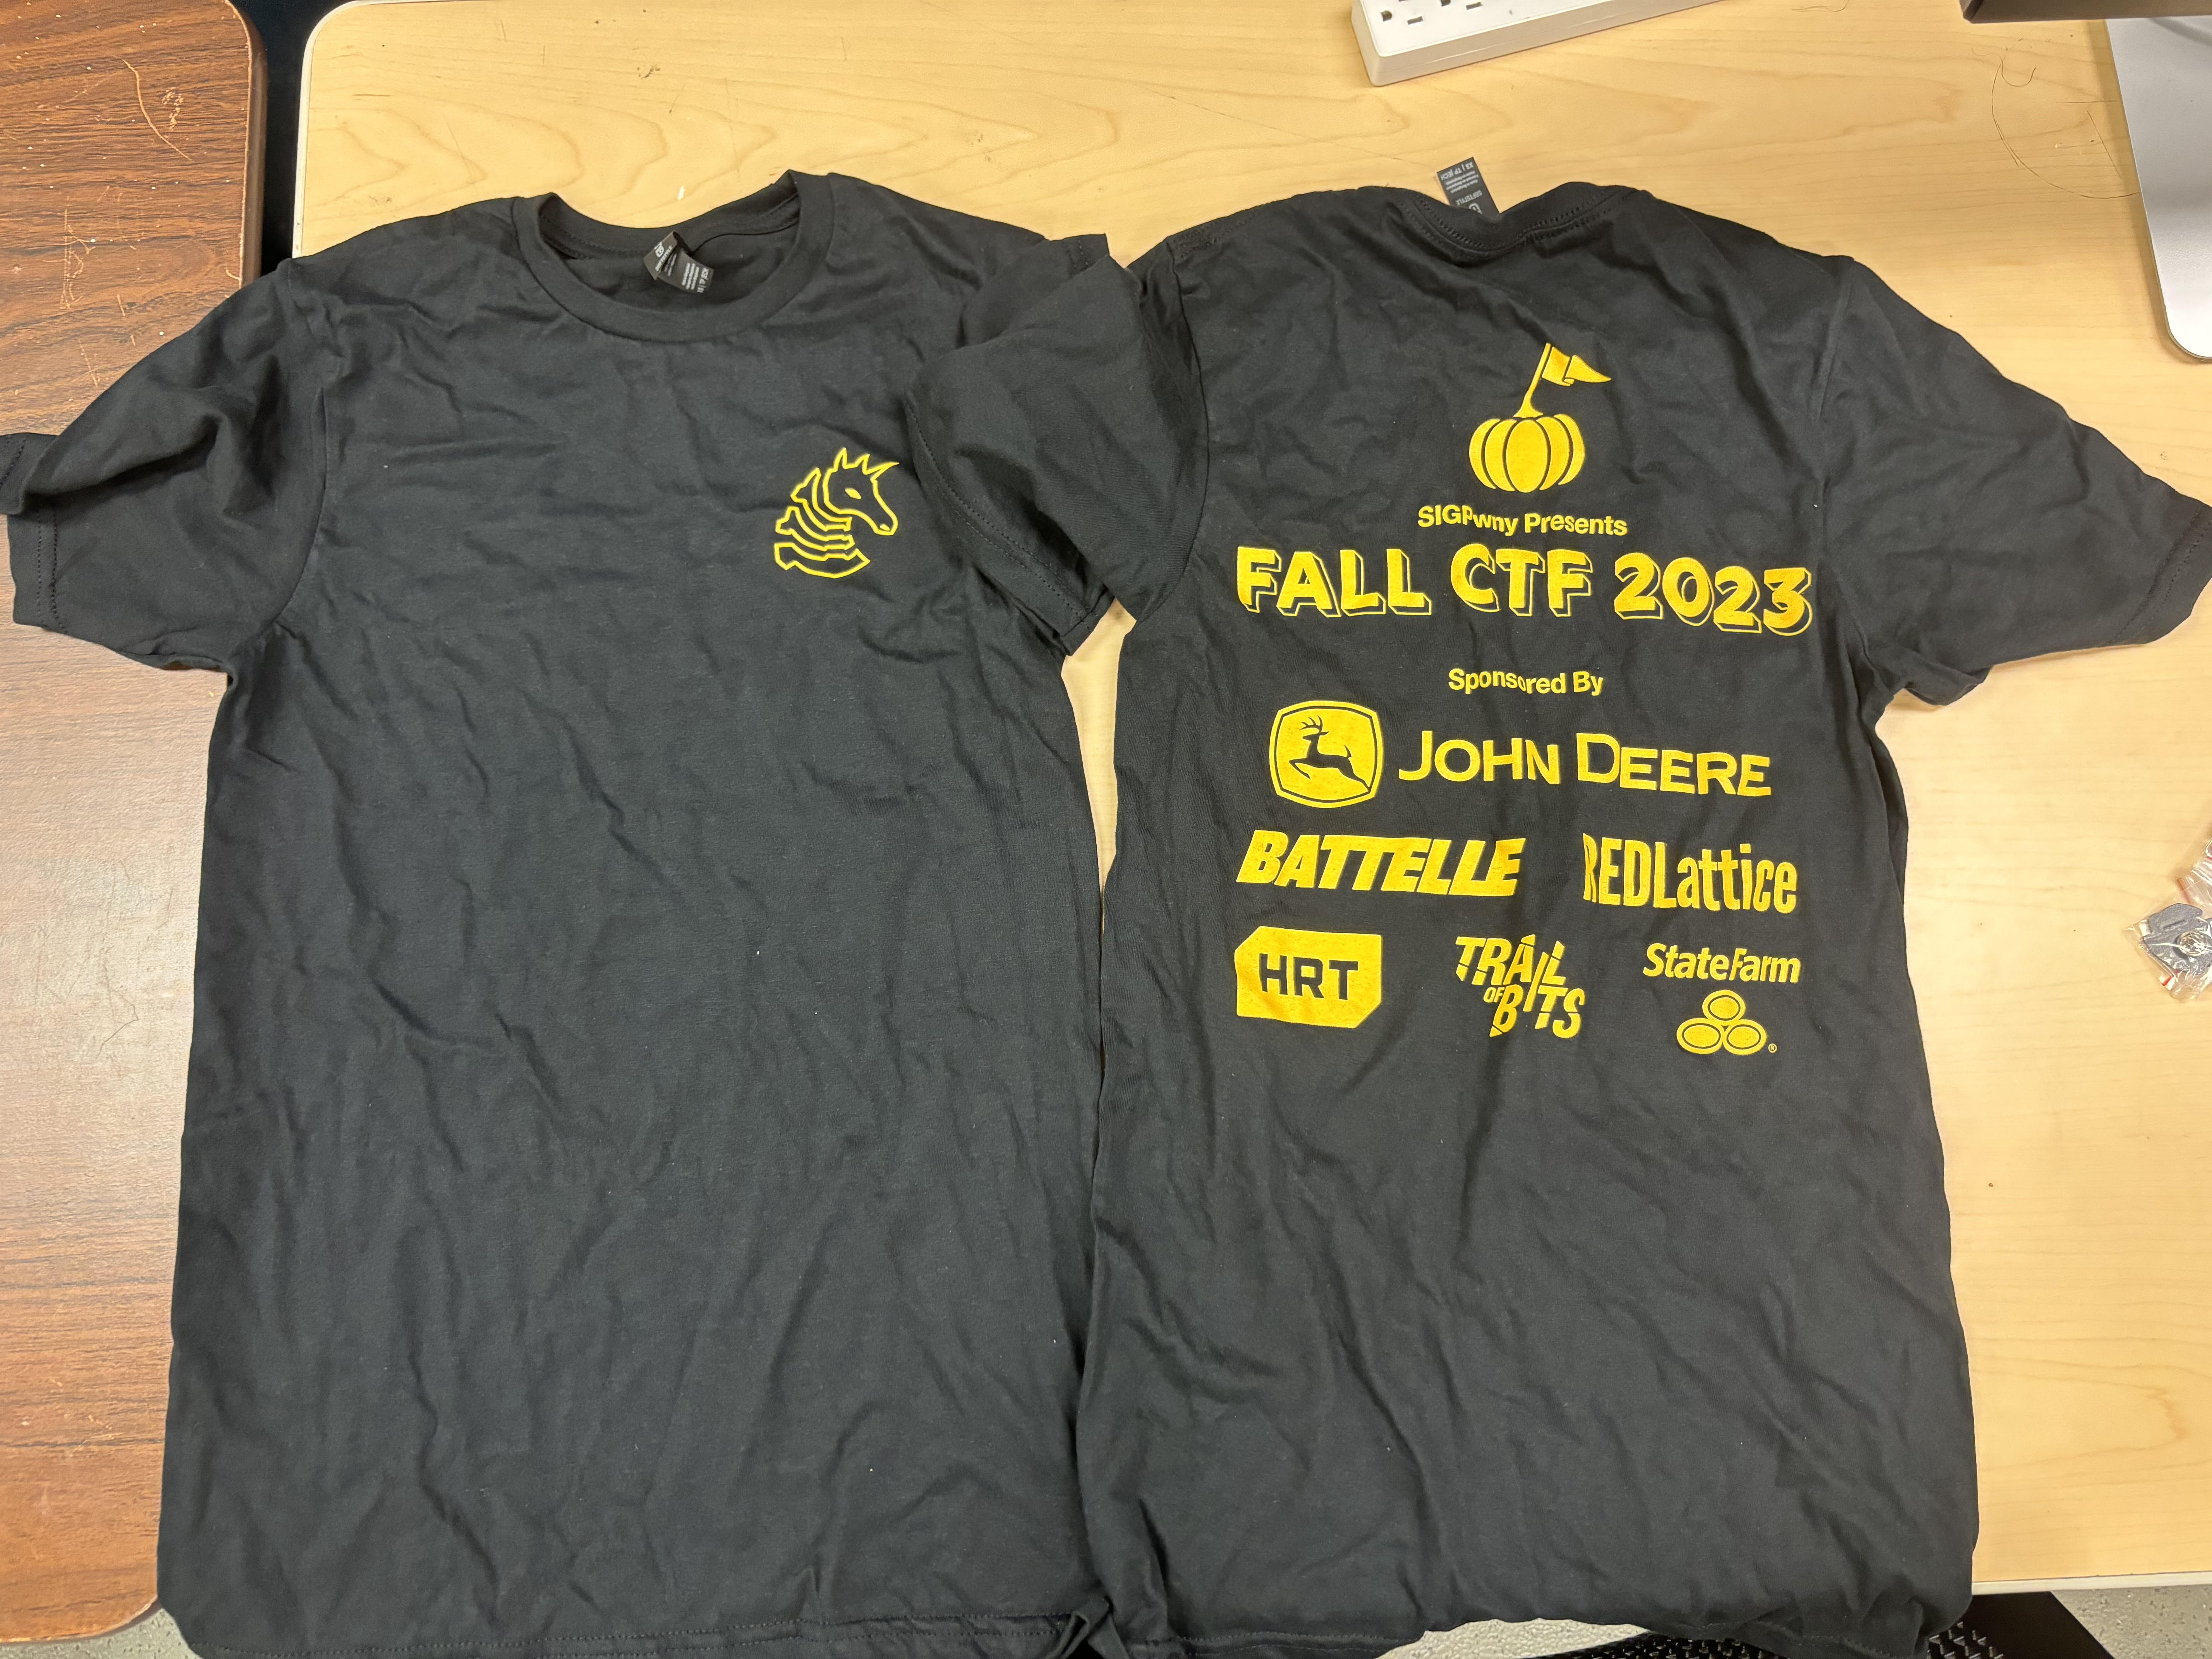 SIGPwny Presents
FALL CTF 2023
Sponsored By
JOHN DEERE
BATTELLE REDLattice
HRT TRAIL OF BITS StateFarm
®